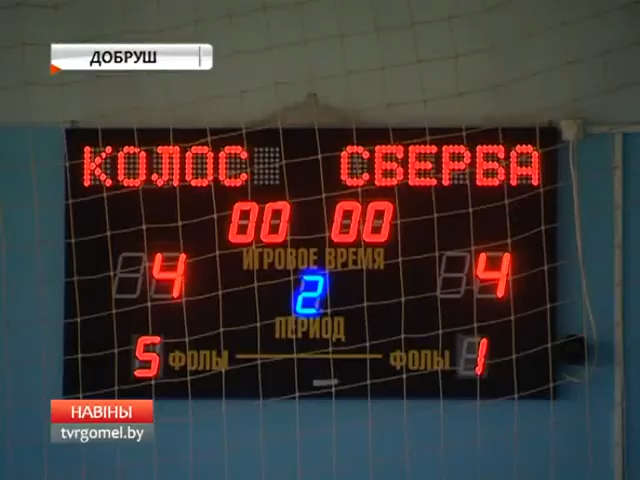 ДОБРУШ
КОЛОС СБЕРБА
00 00
ИГРОВОЕ ВРЕМЯ
4 2 4
ПЕРИОД
5 ФОЛЫ ФОЛЫ 1
НАВІНЫ
tvrgomel.by